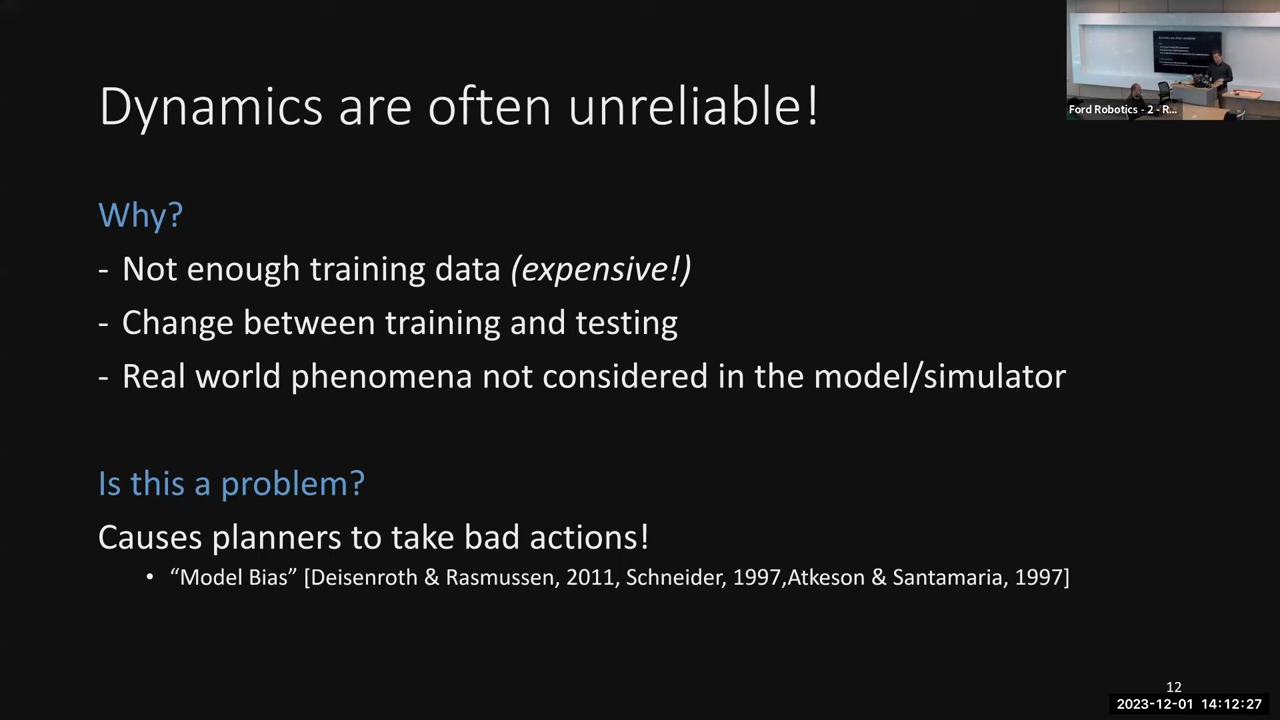 Dynamics are often unreliable!
Ford Robotics - 2 - R...
Why?
- Not enough training data (expensive!)
- Change between training and testing
- Real world phenomena not considered in the model/simulator
Is this a problem?
Causes planners to take bad actions!
• “Model Bias” [Deisenroth & Rasmussen, 2011, Schneider, 1997,Atkeson & Santamaria, 1997]
12
2023-12-01 14:12:27